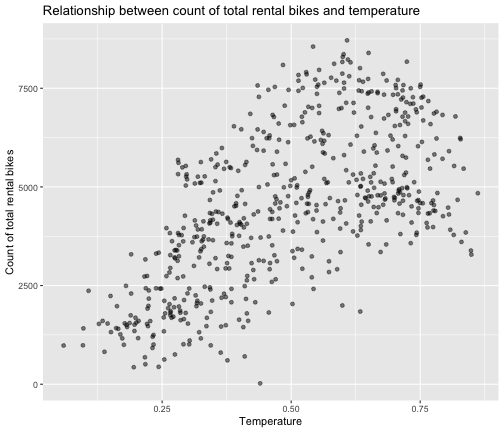 Relationship between count of total rental bikes and temperature
Count of total rental bikes
7500
5000
2500
0
0.25 0.50 0.75
Temperature